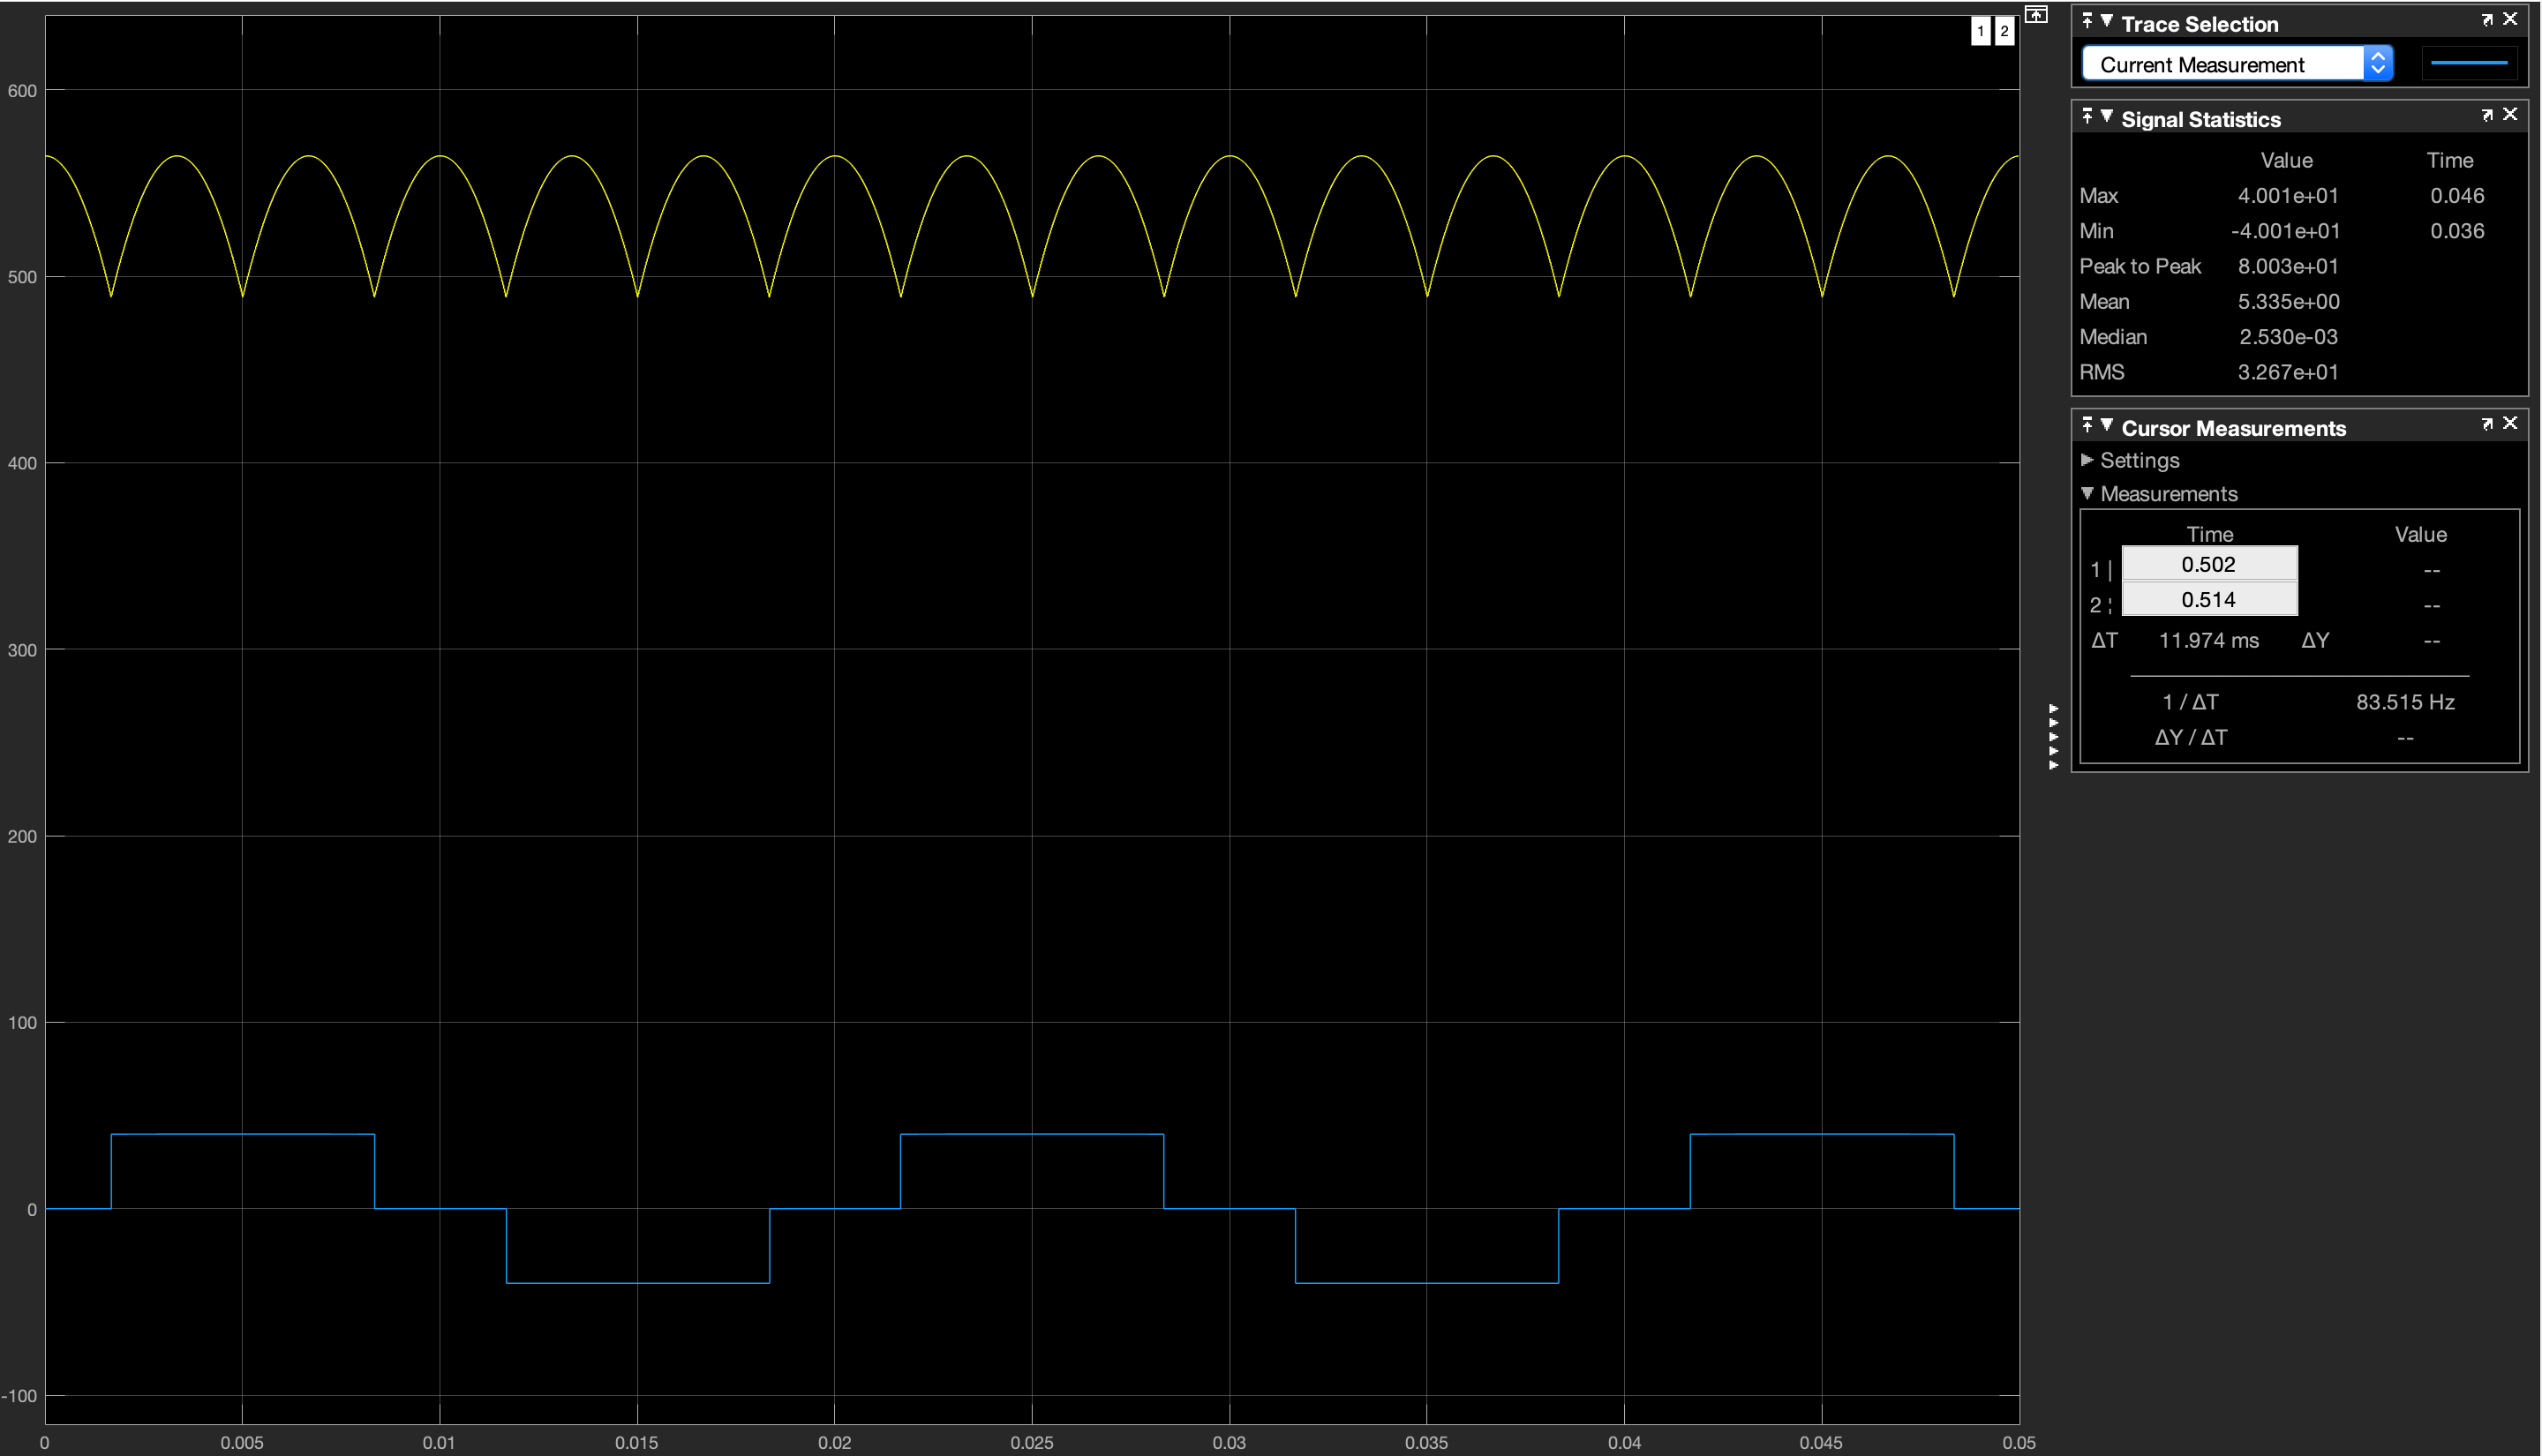 1 2
600
500
400
300
200
100
0
-100
0 0.005 0.01 0.015 0.02 0.025 0.03 0.035 0.04 0.045 0.05
Trace Selection
Current Measurement
Signal Statistics
Value Time
Max 4.001e+01 0.046
Min -4.001e+01 0.036
Peak to Peak 8.003e+01
Mean 5.335e+00
Median 2.530e-03
RMS 3.267e+01
Cursor Measurements
Settings
Measurements
Time Value
1 | 0.502 --
2 ¦ 0.514 --
ΔT 11.974 ms ΔY --
1 / ΔT 83.515 Hz
ΔY / ΔT --